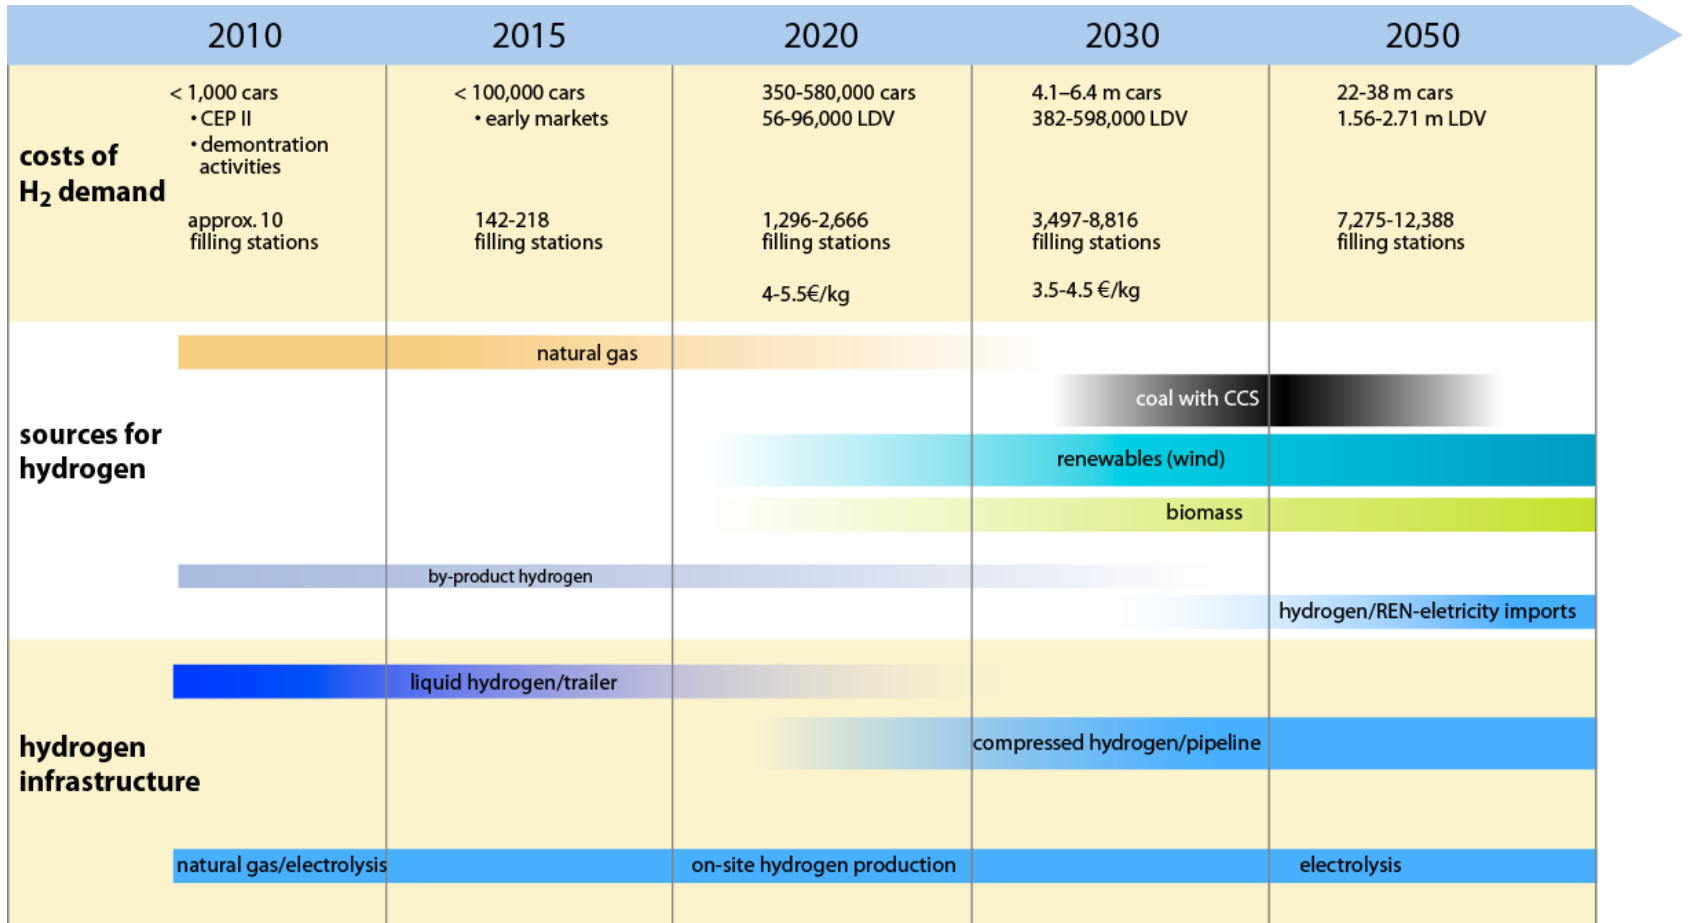 2010
2015
2020
2030
2050
costs of
H₂ demand
< 1,000 cars
• CEP II
• demontration
activities
approx. 10
filling stations
< 100,000 cars
• early markets
142-218
filling stations
350-580,000 cars
56-96,000 LDV
1,296-2,666
filling stations
4-5.5€/kg
4.1–6.4 m cars
382-598,000 LDV
3,497-8,816
filling stations
3.5-4.5 €/kg
22-38 m cars
1.56-2.71 m LDV
7,275-12,388
filling stations
sources for
hydrogen
natural gas
coal with CCS
renewables (wind)
biomass
by-product hydrogen
hydrogen/REN-eletricity imports
hydrogen
infrastructure
liquid hydrogen/trailer
compressed hydrogen/pipeline
natural gas/electrolysis
on-site hydrogen production
electrolysis